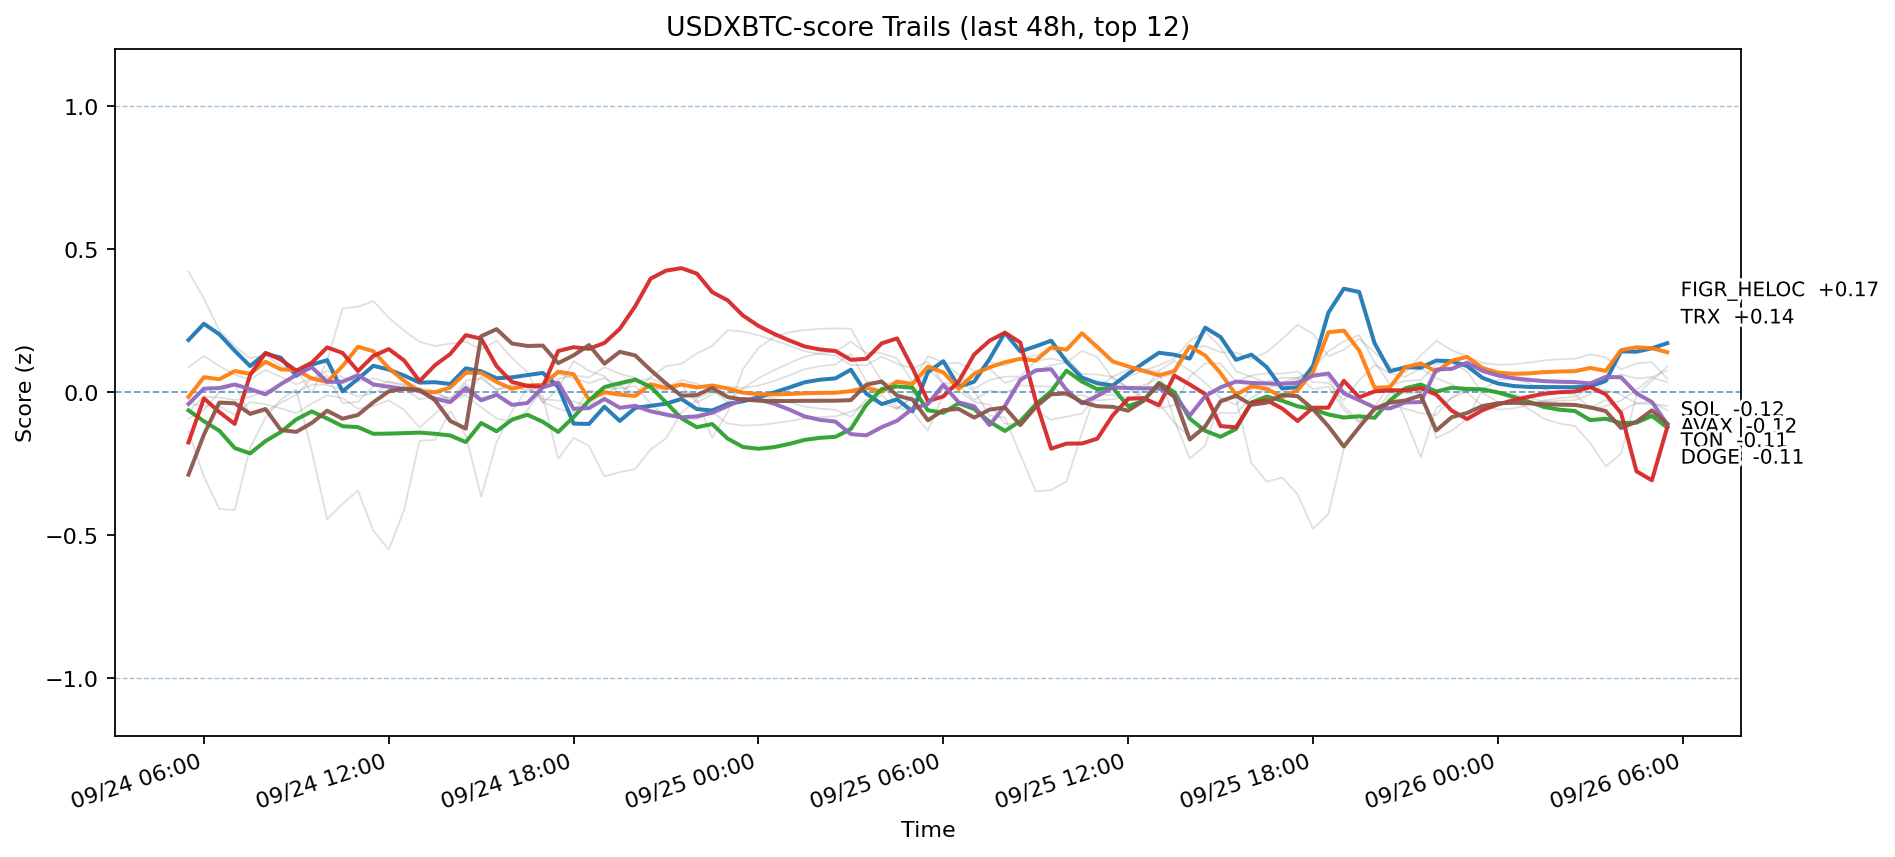 USDXBTC-score Trails (last 48h, top 12)
Score (z)
1.0
0.5
0.0
−0.5
−1.0
FIGR_HELOC +0.17
TRX +0.14
SOL -0.12
AVAX -0.12
TON -0.11
DOGE -0.11
09/24 06:00
09/24 12:00
09/24 18:00
09/25 00:00
09/25 06:00
09/25 12:00
09/25 18:00
09/26 00:00
09/26 06:00
Time